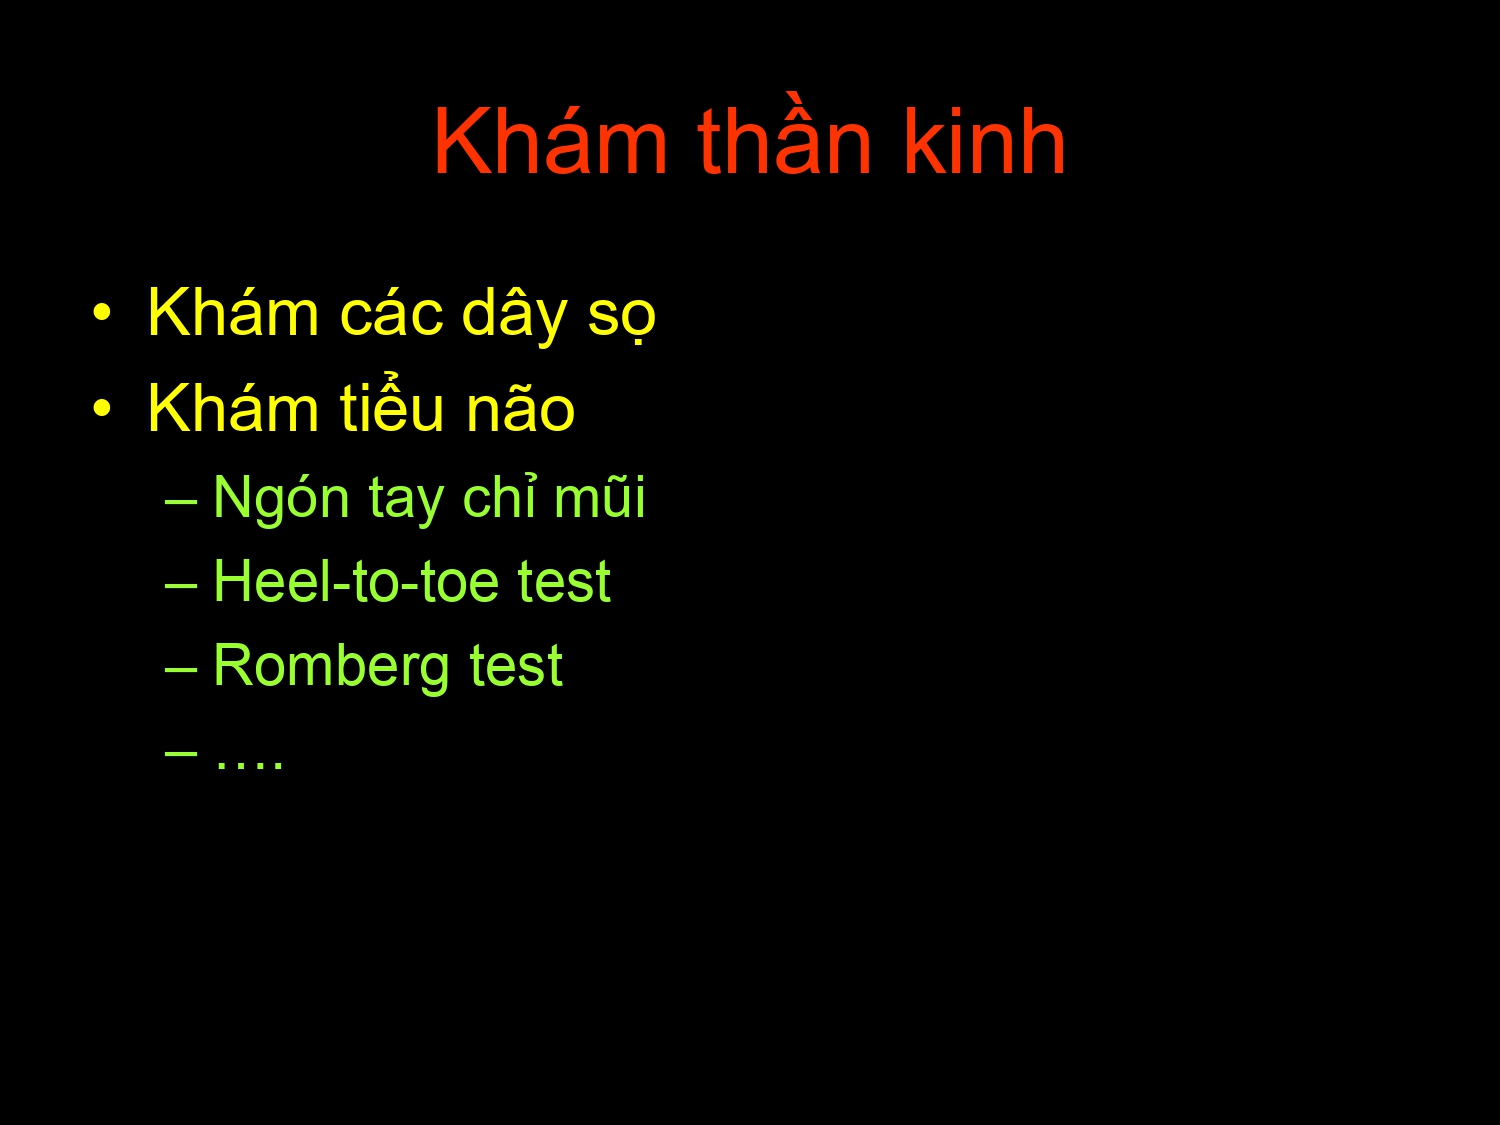 Khám thần kinh
• Khám các dây sọ
• Khám tiểu não
– Ngón tay chỉ mũi
– Heel-to-toe test
– Romberg test
– ….